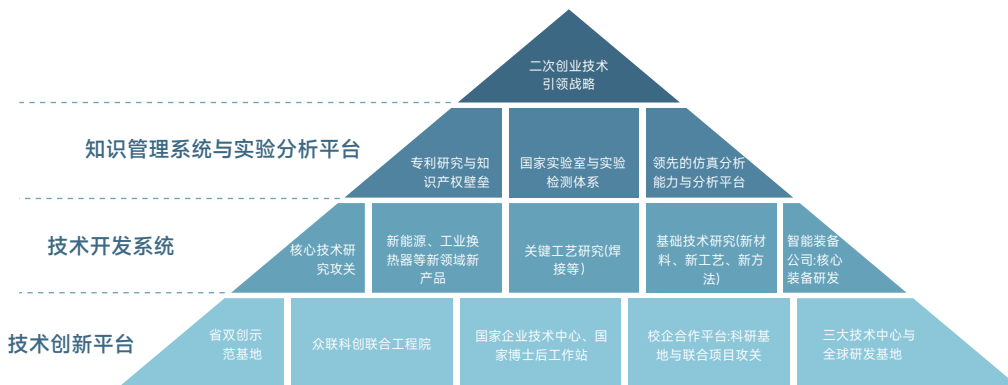 二次创业技术
引领战略
知识管理系统与实验分析平台
专利研究与知
识产权壁垒
国家实验室与实验
检测体系
领先的仿真分析
能力与分析平台
技术开发系统
核心技术研
究攻关
新能源、工业换
热器等新领域新
产品
关键工艺研究(焊
接等)
基础技术研究(新材
料、新工艺、新方
法)
智能装备
公司:核心
装备研发
技术创新平台
省双创示
范基地
众联科创联合工程院
国家企业技术中心、国
家博士后工作站
校企合作平台:科研基
地与联合项目攻关
三大技术中心与
全球研发基地